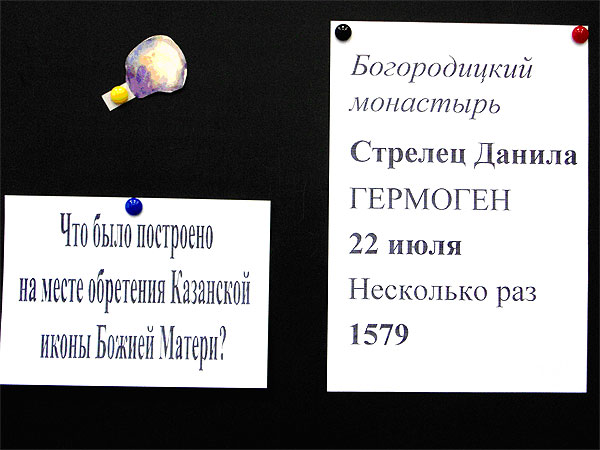 Что было построено
на месте обретения Казанской
иконы Божией Матери?
Богородицкий
монастырь
Стрелец Данила
ГЕРМОГЕН
22 июля
Несколько раз
1579